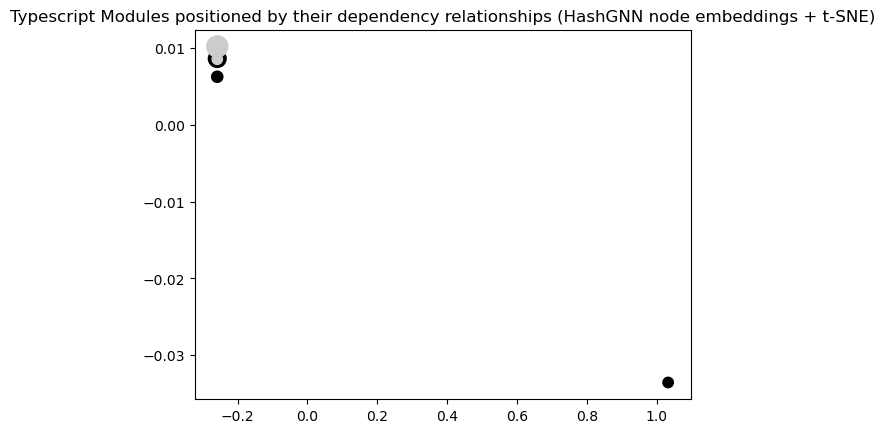 Typescript Modules positioned by their dependency relationships (HashGNN node embeddings + t-SNE)
0.01
0.00
−0.01
−0.02
−0.03
−0.2 0.0 0.2 0.4 0.6 0.8 1.0